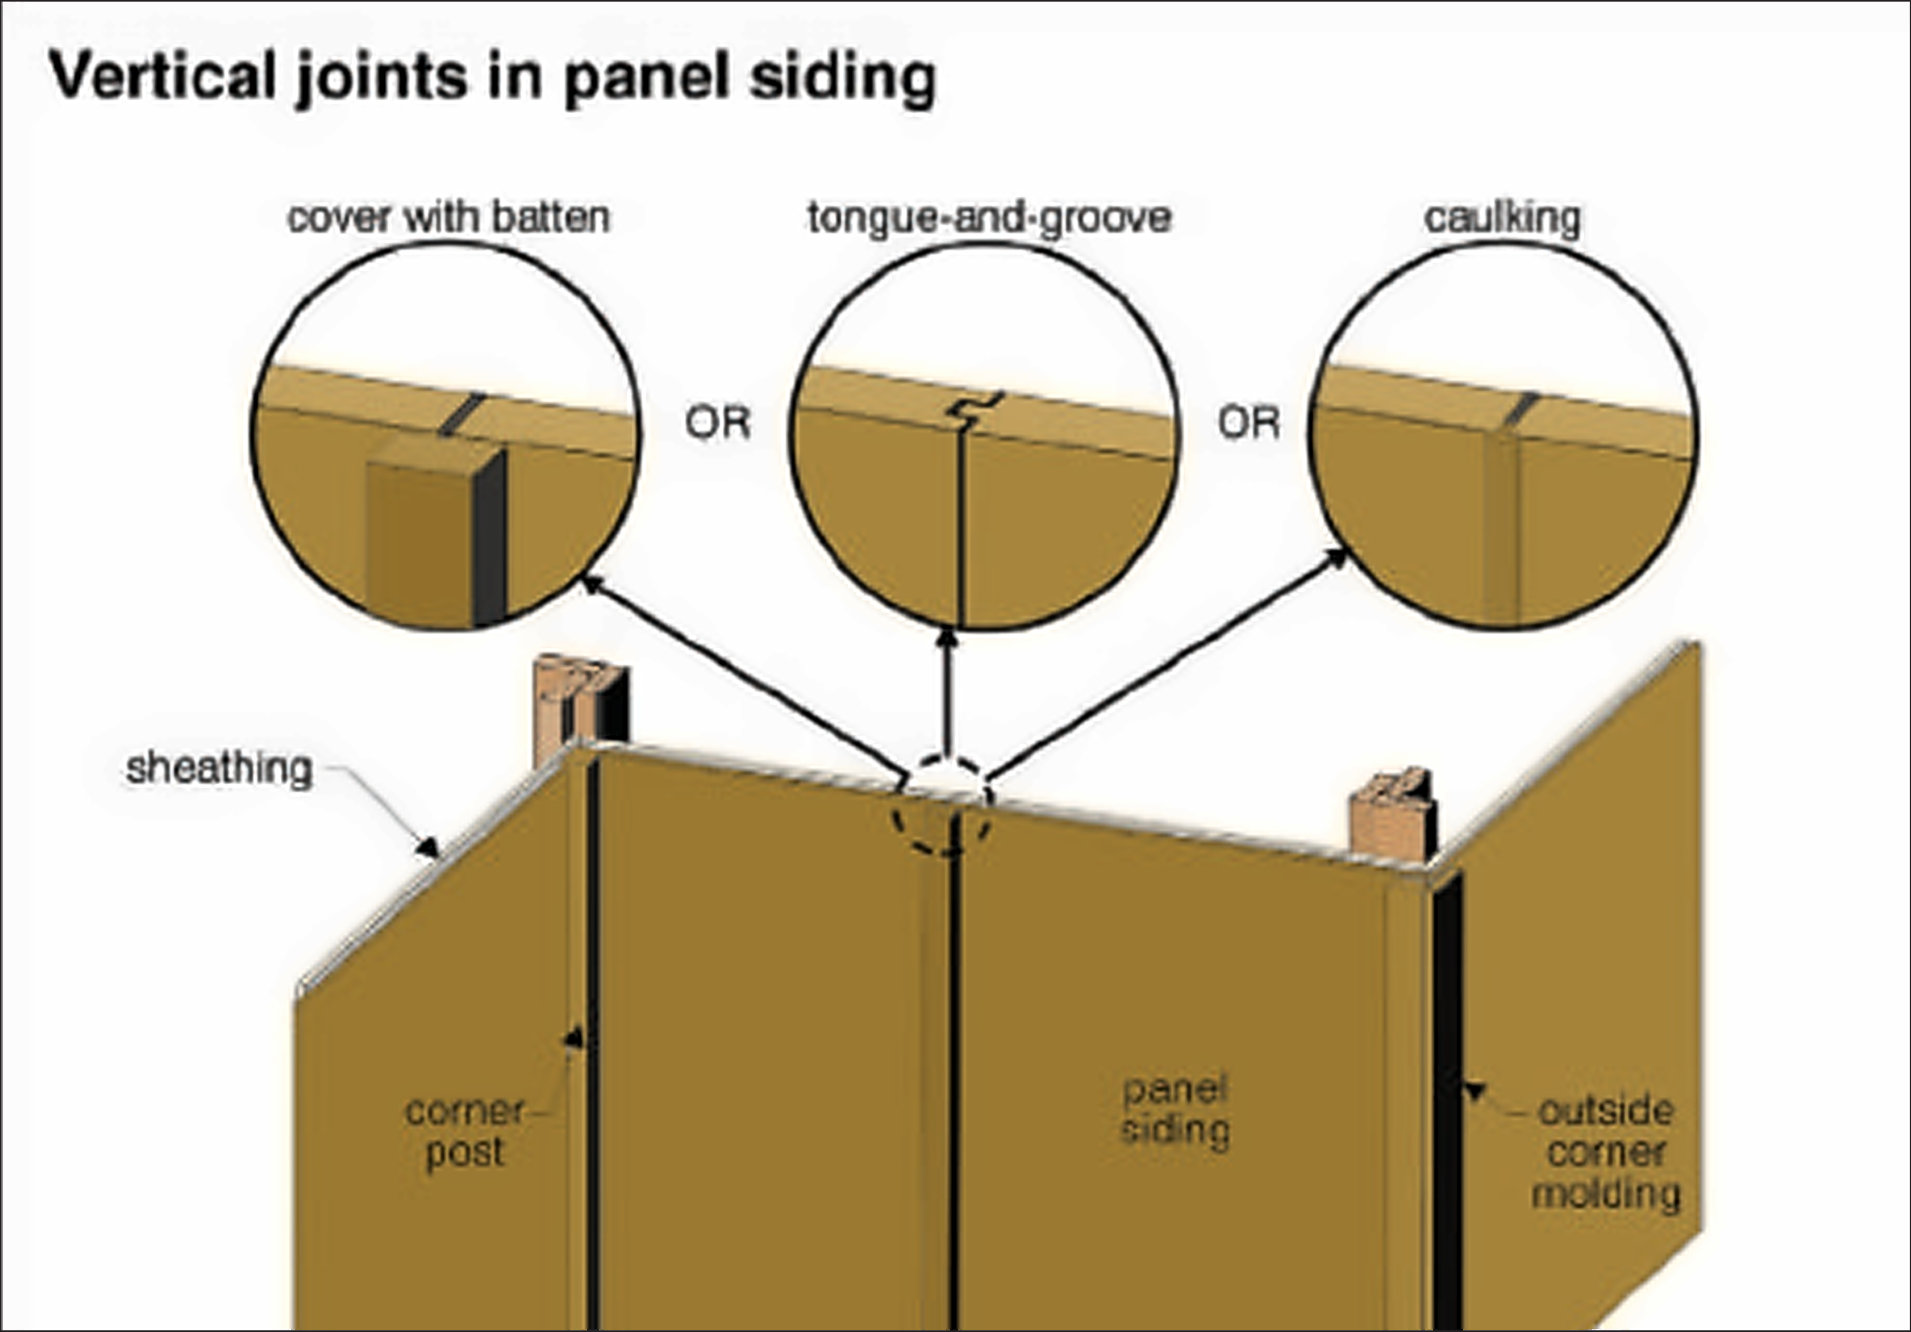 Vertical joints in panel siding
cover with batten
tongue-and-groove
caulking
OR
OR
sheathing
corner
post
panel
siding
outside
corner
molding